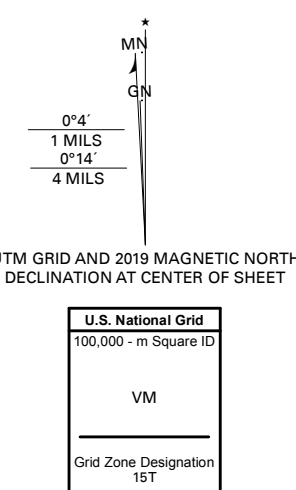 ★
MN
GN
0°4´
1 MILS
0°14´
4 MILS
UTM GRID AND 2019 MAGNETIC NORTH
DECLINATION AT CENTER OF SHEET
U.S. National Grid
100,000 - m Square ID
VM
Grid Zone Designation
15T